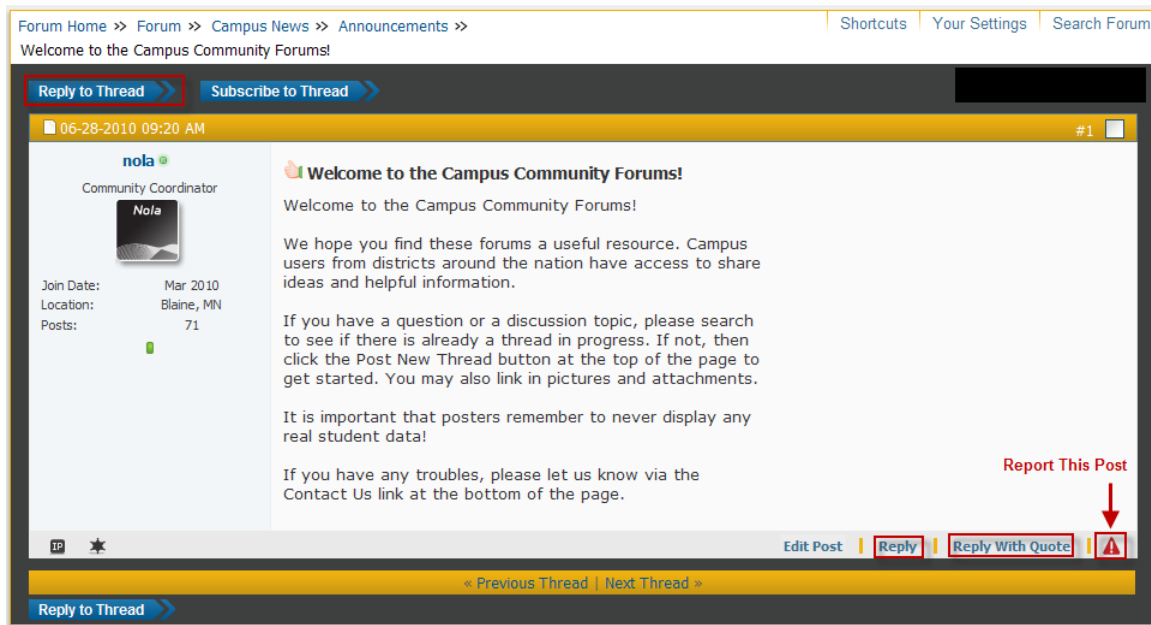 Forum Home >> Forum >> Campus News >> Announcements >>
Shortcuts Your Settings Search Forum
Welcome to the Campus Community Forums!
Reply to Thread Subscribe to Thread
06-28-2010 09:20 AM #1
nola
Community Coordinator
Nola
Join Date: Mar 2010
Location: Blaine, MN
Posts: 71
Welcome to the Campus Community Forums!
Welcome to the Campus Community Forums!
We hope you find these forums a useful resource. Campus
users from districts around the nation have access to share
ideas and helpful information.
If you have a question or a discussion topic, please search
to see if there is already a thread in progress. If not, then
click the Post New Thread button at the top of the page to
get started. You may also link in pictures and attachments.
It is important that posters remember to never display any
real student data!
If you have any troubles, please let us know via the
Contact Us link at the bottom of the page.
Report This Post
IP Edit Post | Reply | Reply With Quote |
« Previous Thread | Next Thread »
Reply to Thread